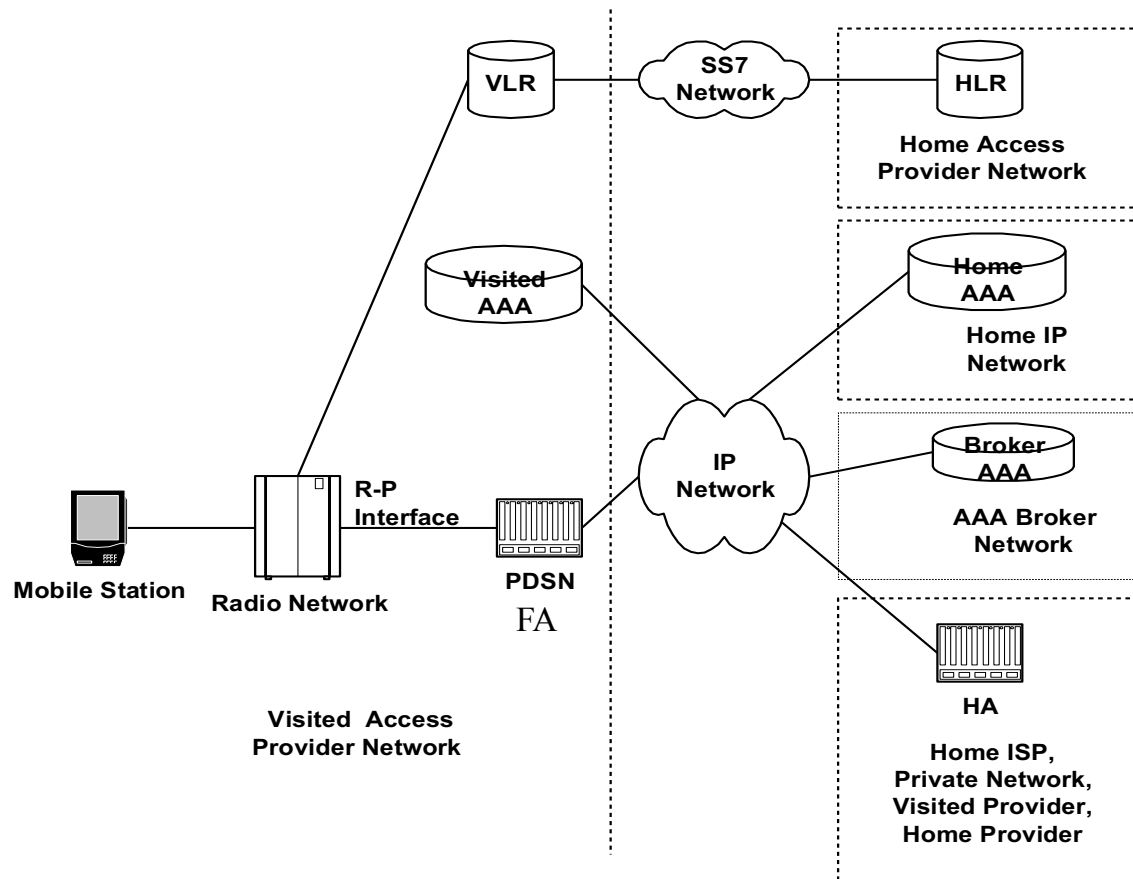 VLR
SS7
Network
HLR
Home Access
Provider Network
Visited
AAA
Home
AAA
Home IP
Network
IP
Network
Broker
AAA
AAA Broker
Network
R-P
Interface
Mobile Station
Radio Network
PDSN
FA
Visited Access
Provider Network
HA
Home ISP,
Private Network,
Visited Provider,
Home Provider